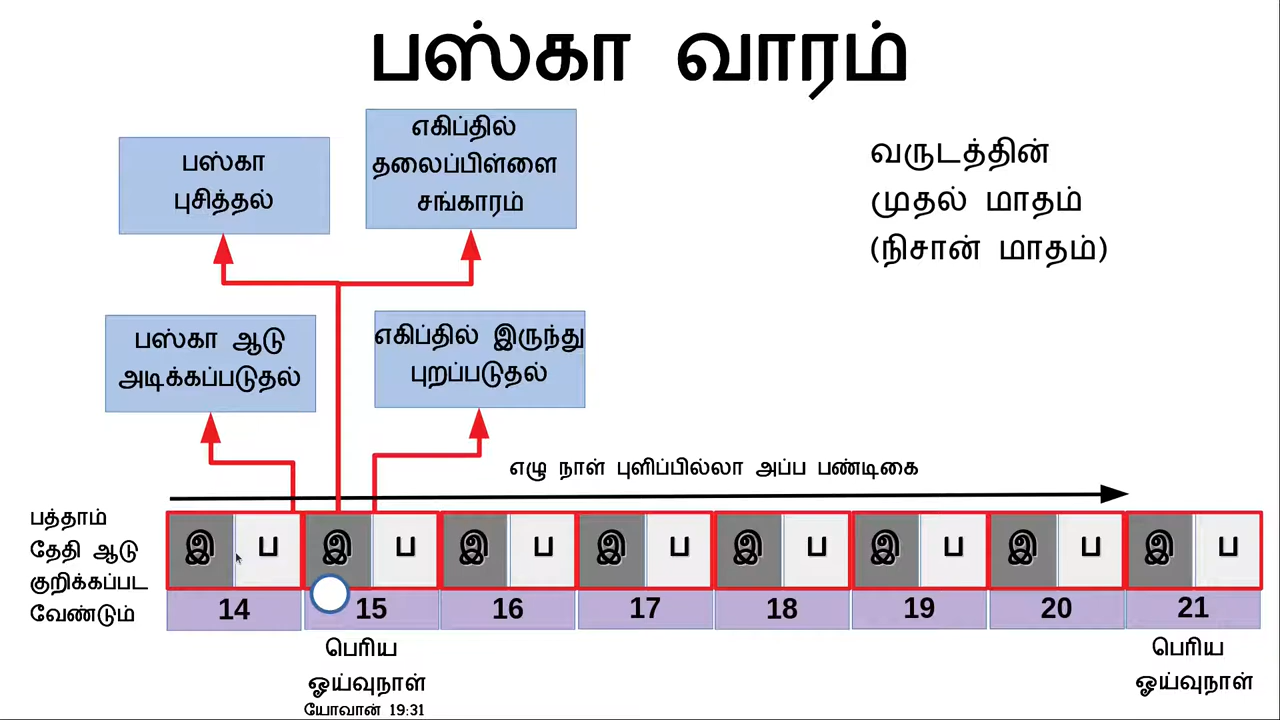 பஸ்கா வாரம்
எகிப்தில்
தலைப்பிள்ளை
சங்காரம்
பஸ்கா
புசித்தல்
வருடத்தின்
முதல் மாதம்
(நிசான் மாதம்)
பஸ்கா ஆடு
அடிக்கப்படுதல்
எகிப்தில் இருந்து
புறப்படுதல்
எழு நாள் புளிப்பில்லா அப்ப பண்டிகை
பத்தாம்
தேதி ஆடு
குறிக்கப்பட
வேண்டும்
இ ப இ ப இ ப இ ப இ ப இ ப இ ப இ ப
14 15 16 17 18 19 20 21
பெரிய
ஓய்வுநாள்
யோவான் 19:31
பெரிய
ஓய்வுநாள்